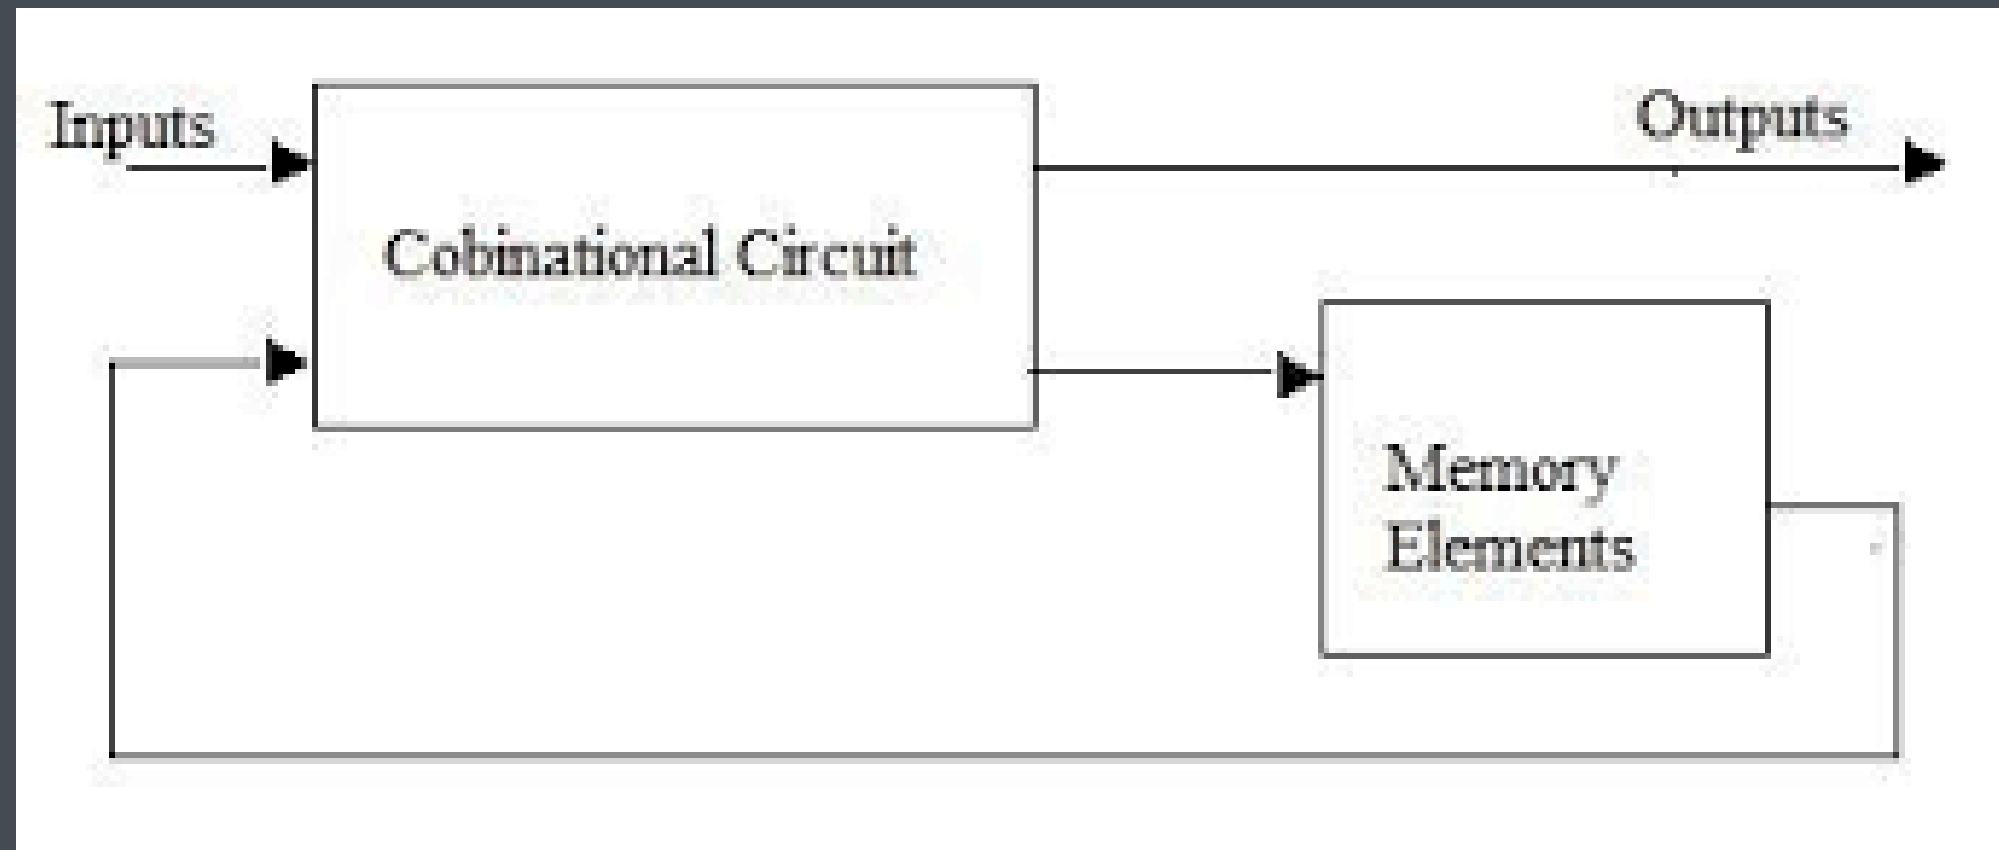 Inputs
Outputs
Cobinational Circuit
Memory
Elements